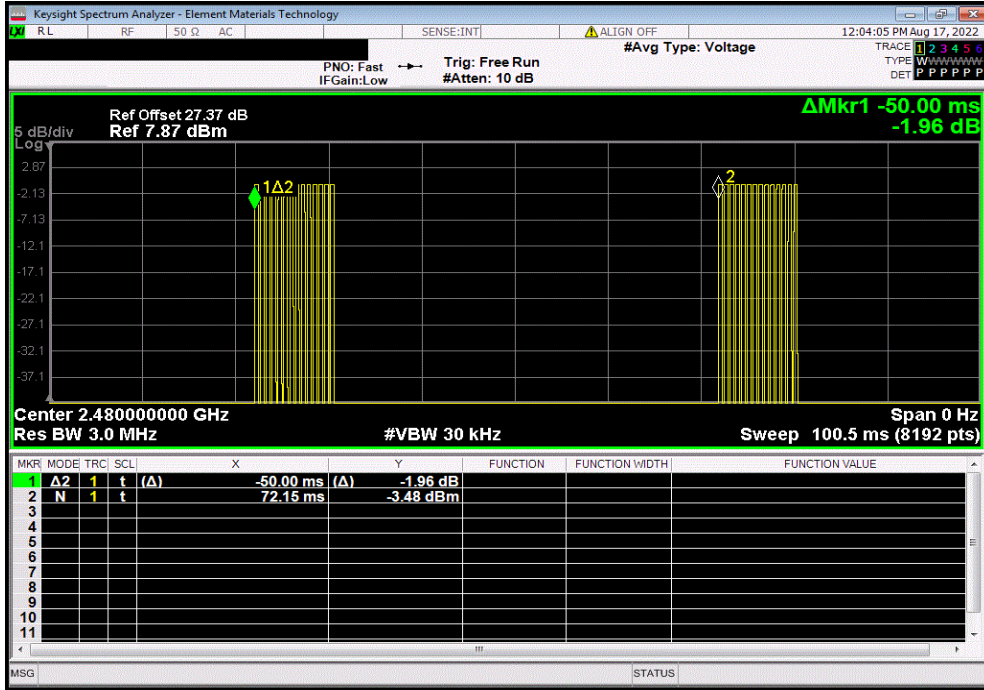 Keysight Spectrum Analyzer - Element Materials Technology
LXI RL RF 50 Ω AC SENSE:INT ALIGN OFF 12:04:05 PM Aug 17, 2022
#Avg Type: Voltage TRACE 1 2 3 4 5 6
PNO: Fast Trig: Free Run TYPE WWWWWW
IFGain:Low #Atten: 10 dB DET P P P P P P
ΔMkr1 -50.00 ms
-1.96 dB
Ref Offset 27.37 dB
5 dB/div Ref 7.87 dBm
Log
2.87
-2.13
-7.13
-12.1
-17.1
-22.1
-27.1
-32.1
-37.1
1Δ2
2
Center 2.480000000 GHz Span 0 Hz
Res BW 3.0 MHz #VBW 30 kHz Sweep 100.5 ms (8192 pts)
MKR MODE TRC SCL X Y FUNCTION FUNCTION WIDTH FUNCTION VALUE
1 Δ2 1 t (Δ) -50.00 ms (Δ) -1.96 dB
2 N 1 t 72.15 ms -3.48 dBm
3
4
5
6
7
8
9
10
11
MSG STATUS